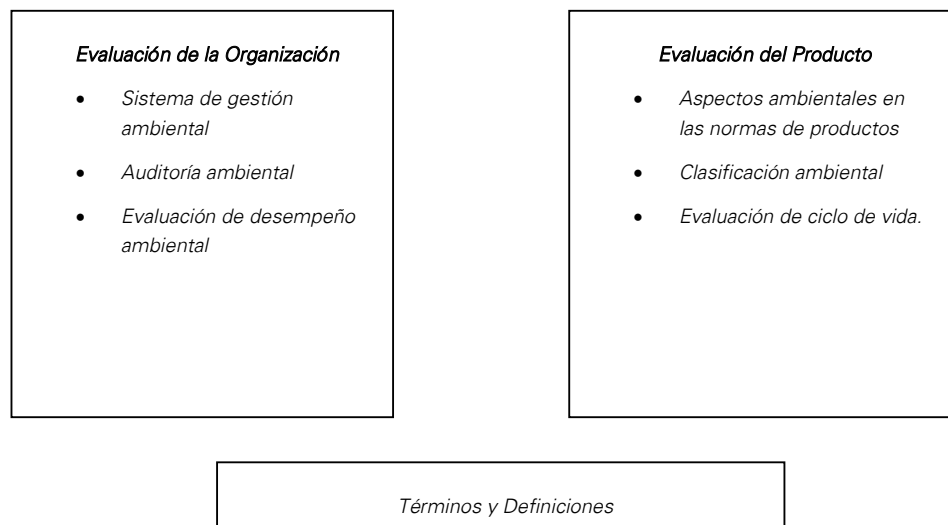 Evaluación de la Organización
• Sistema de gestión
ambiental
• Auditoría ambiental
• Evaluación de desempeño
ambiental
Evaluación del Producto
• Aspectos ambientales en
las normas de productos
• Clasificación ambiental
• Evaluación de ciclo de vida.
Términos y Definiciones